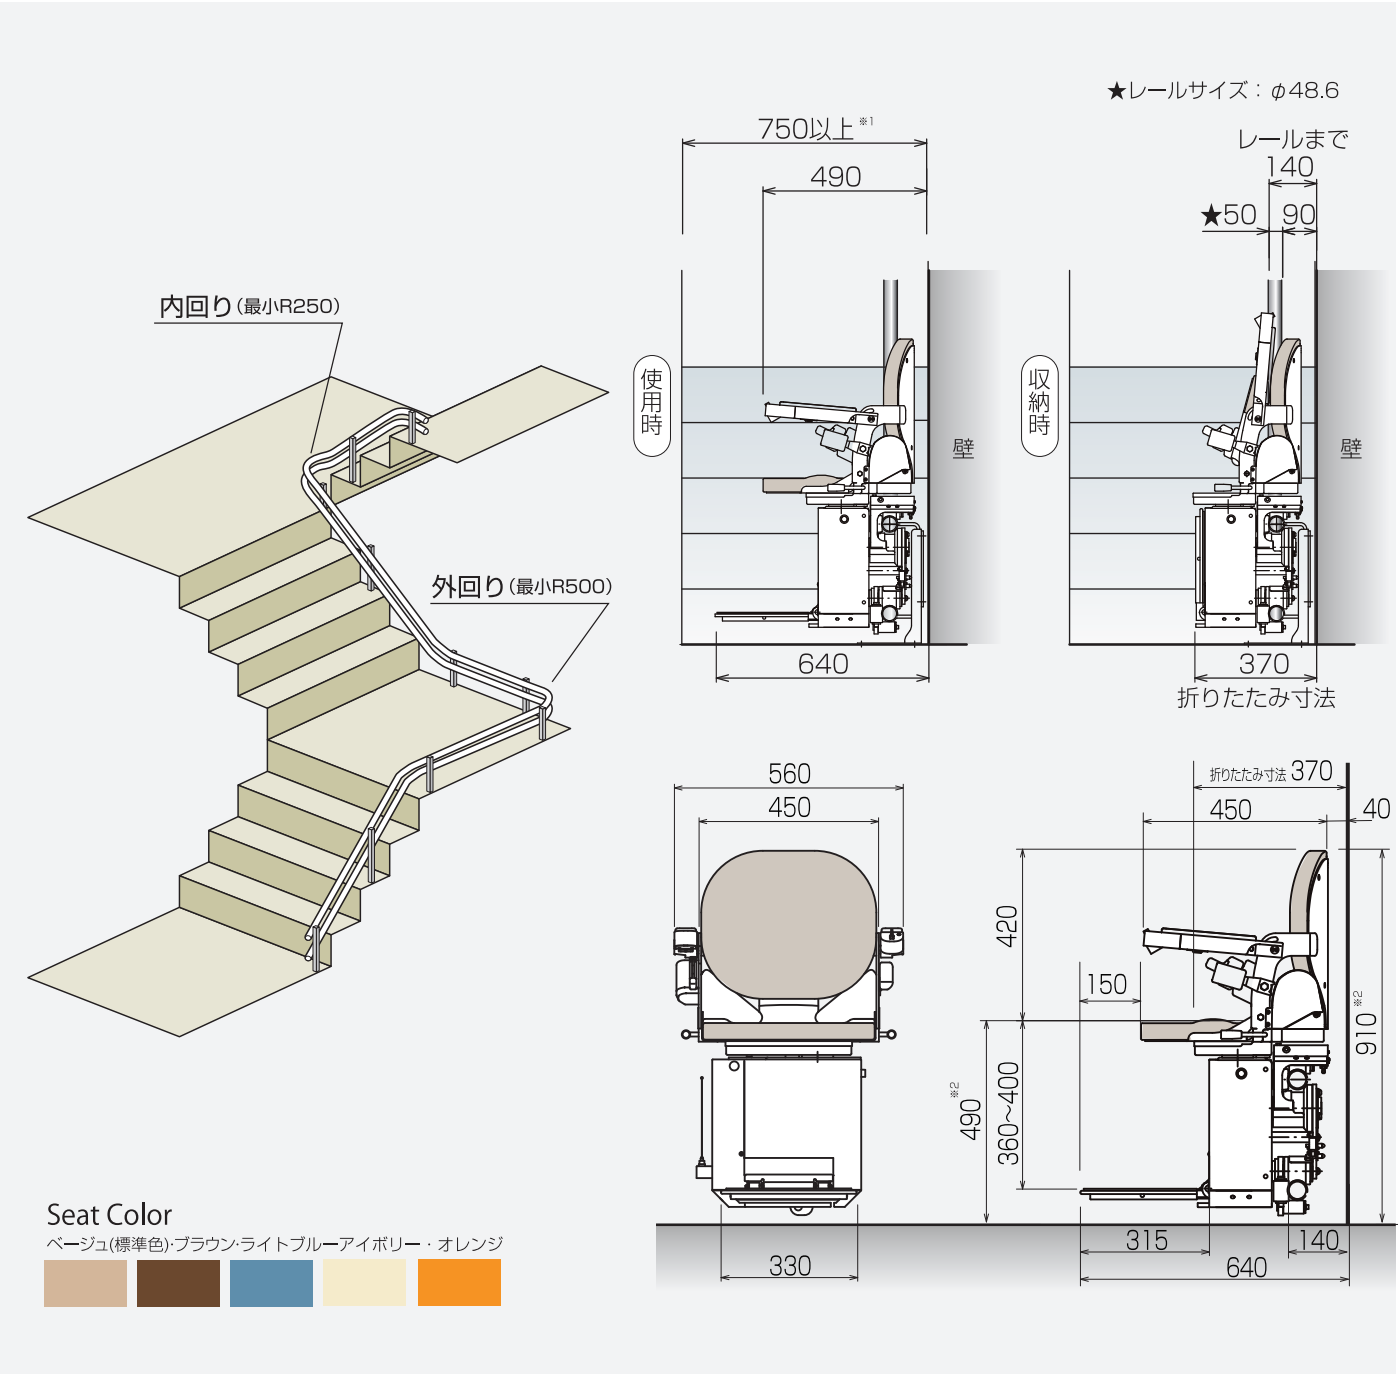 ★レールサイズ：φ48.6
750以上※1
490
レールまで
140
★50
90
内回り（最小R250）
使用時
壁
収納時
壁
外回り（最小R500）
640
370
折りたたみ寸法
560
450
折りたたみ寸法 370
450
40
420
150
910※2
490※2
360〜400
315
140
330
640
Seat Color
ベージュ(標準色)・ブラウン・ライトブルーアイボリー・オレンジ